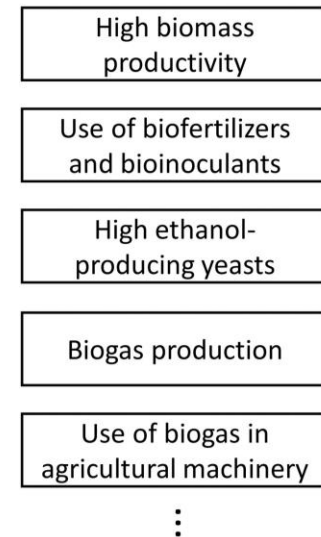 High biomass
productivity
Use of biofertilizers
and bioinoculants
High ethanol-
producing yeasts
Biogas production
Use of biogas in
agricultural machinery
⋮